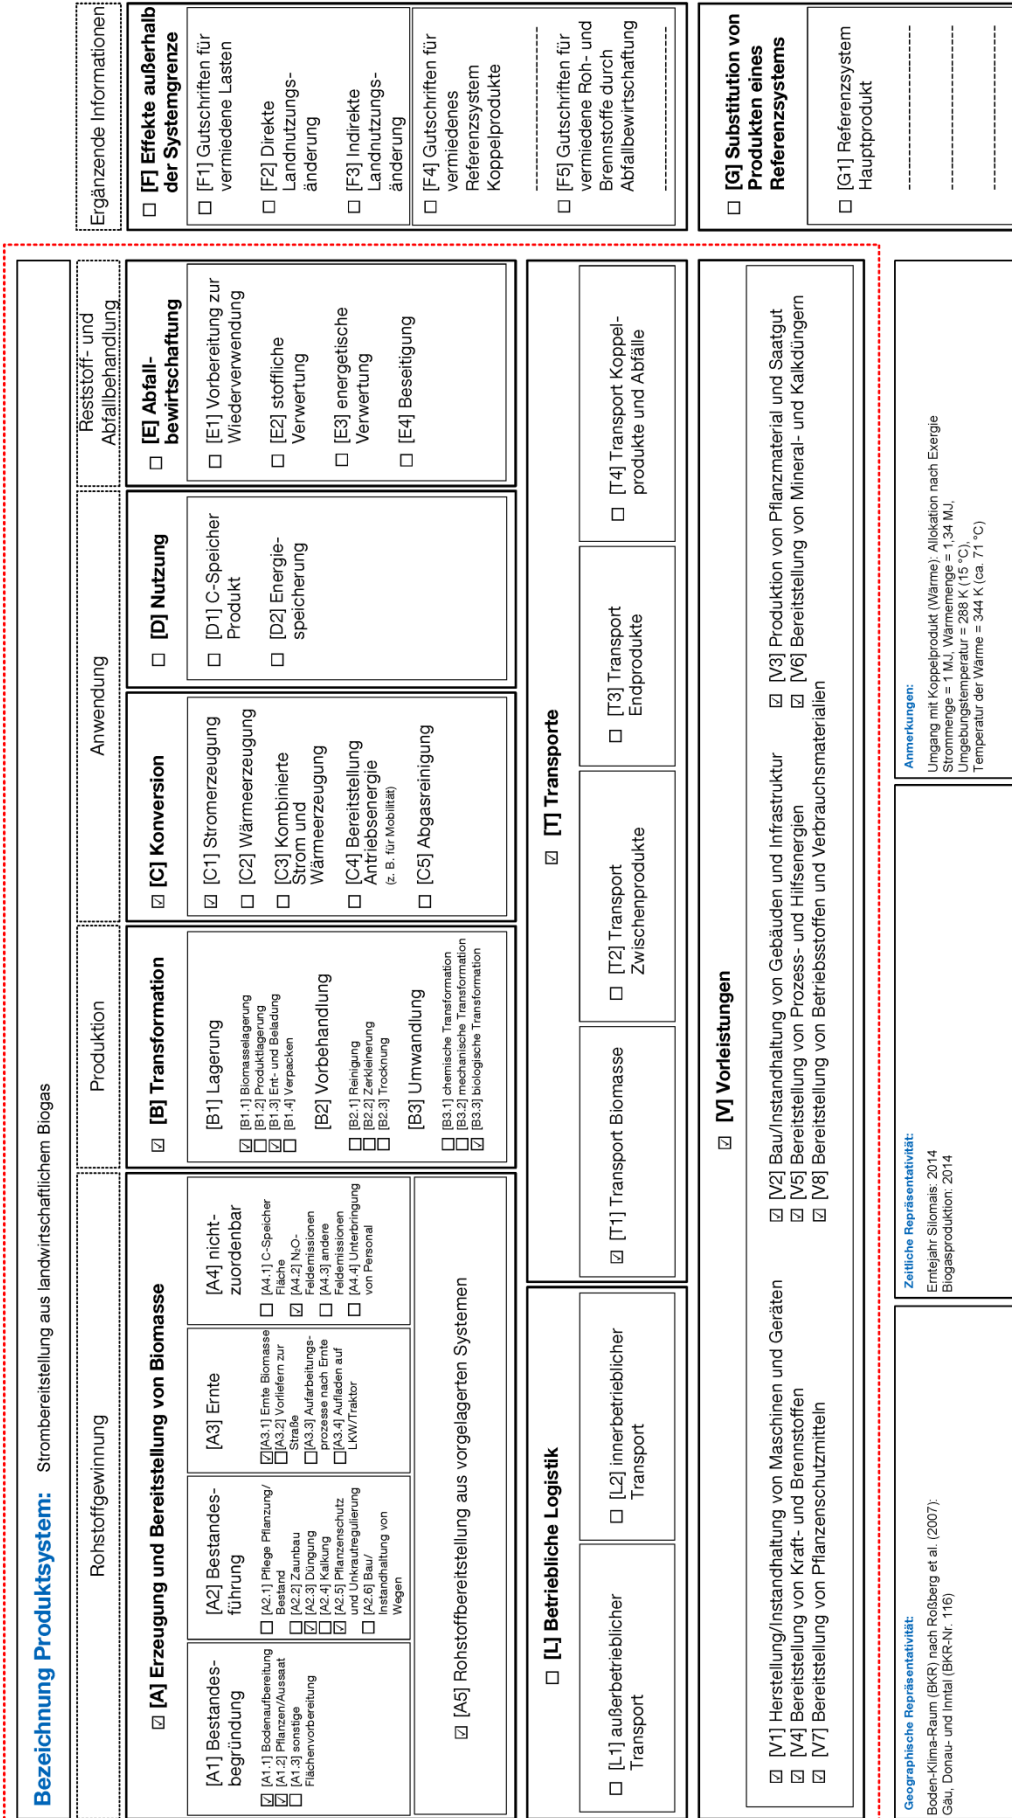 Bezeichnung Produktsystem: Strombereitstellung aus landwirtschaftlichem Biogas
Rohstoffgewinnung
Produktion
Anwendung
Reststoff- und
Abfallbehandlung
Ergänzende Informationen
☑ [A] Erzeugung und Bereitstellung von Biomasse
[A1] Bestandes-
begründung
☑ [A1.1] Bodenaufbereitung
☑ [A1.2] Pflanzen/Aussaat
☐ [A1.3] sonstige
Flächenvorbereitung
[A2] Bestandes-
führung
☐ [A2.1] Pflege Pflanzung/
Bestand
☐ [A2.2] Zaunbau
☑ [A2.3] Düngung
☐ [A2.4] Kalkung
☑ [A2.5] Pflanzenschutz
und Unkrautregulierung
☐ [A2.6] Bau/
Instandhaltung von
Wegen
[A3] Ernte
☑ [A3.1] Ernte Biomasse
☐ [A3.2] Vorliefern zur
Straße
☐ [A3.3] Aufarbeitungs-
prozesse nach Ernte
☐ [A3.4] Aufladen auf
LKW/Traktor
[A4] nicht-
zuordenbar
☐ [A4.1] C-Speicher
Fläche
☑ [A4.2] N₂O-
Feldemissionen
☐ [A4.3] andere
Feldemissionen
☐ [A4.4] Unterbringung
von Personal
☑ [A5] Rohstoffbereitstellung aus vorgelagerten Systemen
☑ [B] Transformation
[B1] Lagerung
☑ [B1.1] Biomasselagerung
☐ [B1.2] Produktlagerung
☑ [B1.3] Ent- und Beladung
☐ [B1.4] Verpacken
[B2] Vorbehandlung
☐ [B2.1] Reinigung
☐ [B2.2] Zerkleinerung
☐ [B2.3] Trocknung
[B3] Umwandlung
☐ [B3.1] chemische Transformation
☐ [B3.2] mechanische Transformation
☑ [B3.3] biologische Transformation
☑ [C] Konversion
☑ [C1] Stromerzeugung
☐ [C2] Wärmeerzeugung
☐ [C3] Kombinierte
Strom und
Wärmeerzeugung
☐ [C4] Bereitstellung
Antriebsenergie
(z. B. für Mobilität)
☐ [C5] Abgasreinigung
☐ [D] Nutzung
☐ [D1] C-Speicher
Produkt
☐ [D2] Energie-
speicherung
☐ [E] Abfall-
bewirtschaftung
☐ [E1] Vorbereitung zur
Wiederverwendung
☐ [E2] stoffliche
Verwertung
☐ [E3] energetische
Verwertung
☐ [E4] Beseitigung
☐ [F] Effekte außerhalb
der Systemgrenze
☐ [F1] Gutschriften für
vermiedene Lasten
☐ [F2] Direkte
Landnutzungs-
änderung
☐ [F3] Indirekte
Landnutzungs-
änderung
☐ [F4] Gutschriften für
vermiedenes
Referenzsystem
Koppelprodukte
☐ [F5] Gutschriften für
vermiedene Roh- und
Brennstoffe durch
Abfallbewirtschaftung
☐ [L] Betriebliche Logistik
☐ [L1] außerbetrieblicher
Transport
☐ [L2] innerbetrieblicher
Transport
☑ [T] Transporte
☑ [T1] Transport Biomasse
☐ [T2] Transport
Zwischenprodukte
☐ [T3] Transport
Endprodukte
☐ [T4] Transport Koppel-
produkte und Abfälle
☑ [V] Vorleistungen
☑ [V1] Herstellung/Instandhaltung von Maschinen und Geräten
☑ [V2] Bau/Instandhaltung von Gebäuden und Infrastruktur
☑ [V3] Produktion von Pflanzmaterial und Saatgut
☑ [V4] Bereitstellung von Kraft- und Brennstoffen
☑ [V5] Bereitstellung von Prozess- und Hilfsenergien
☑ [V6] Bereitstellung von Mineral- und Kalkdüngern
☑ [V7] Bereitstellung von Pflanzenschutzmitteln
☑ [V8] Bereitstellung von Betriebsstoffen und Verbrauchsmaterialien
☐ [G] Substitution von
Produkten eines
Referenzsystems
☐ [G1] Referenzsystem
Hauptprodukt
Geographische Repräsentativität:
Boden-Klima-Raum (BKR) nach Roßberg et al. (2007):
Gäu, Donau- und Inntal (BKR-Nr. 116)
Zeitliche Repräsentativität:
Erntejahr Silomais: 2014
Biogasproduktion: 2014
Anmerkungen:
Umgang mit Koppelprodukt (Wärme): Allokation nach Exergie
Strommenge = 1 MJ, Wärmemenge = 1,34 MJ,
Umgebungstemperatur = 288 K (15 °C),
Temperatur der Wärme = 344 K (ca. 71 °C)